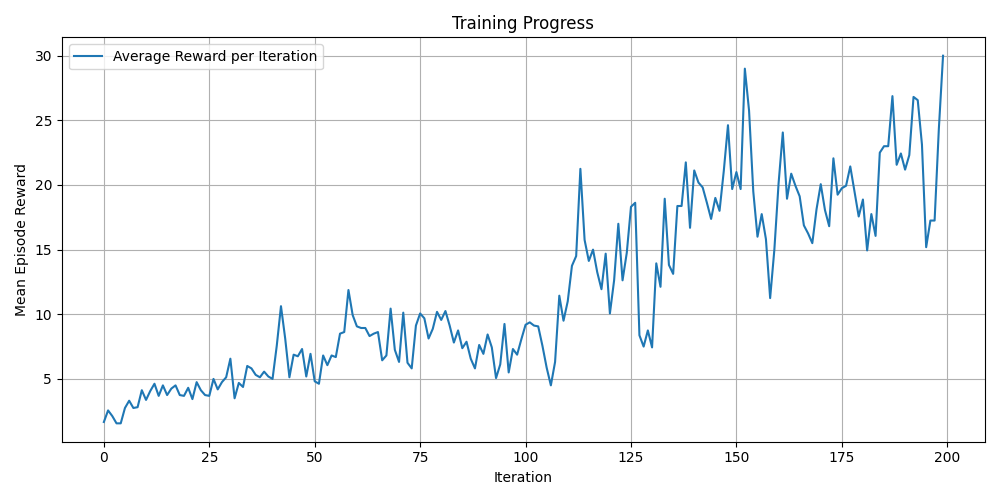 Training Progress
Average Reward per Iteration
Mean Episode Reward
30
25
20
15
10
5
0 25 50 75 100 125 150 175 200
Iteration